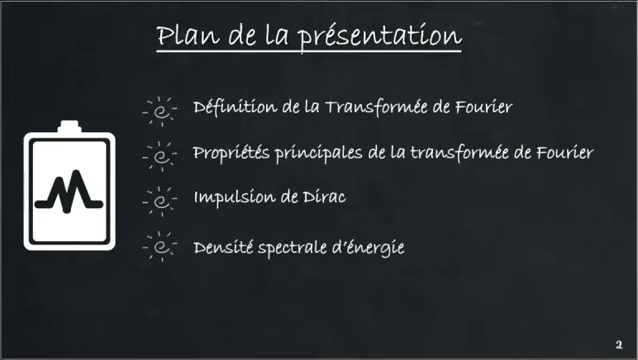 Plan de la présentation
Définition de la Transformée de Fourier
Propriétés principales de la transformée de Fourier
Impulsion de Dirac
Densité spectrale d'énergie
2